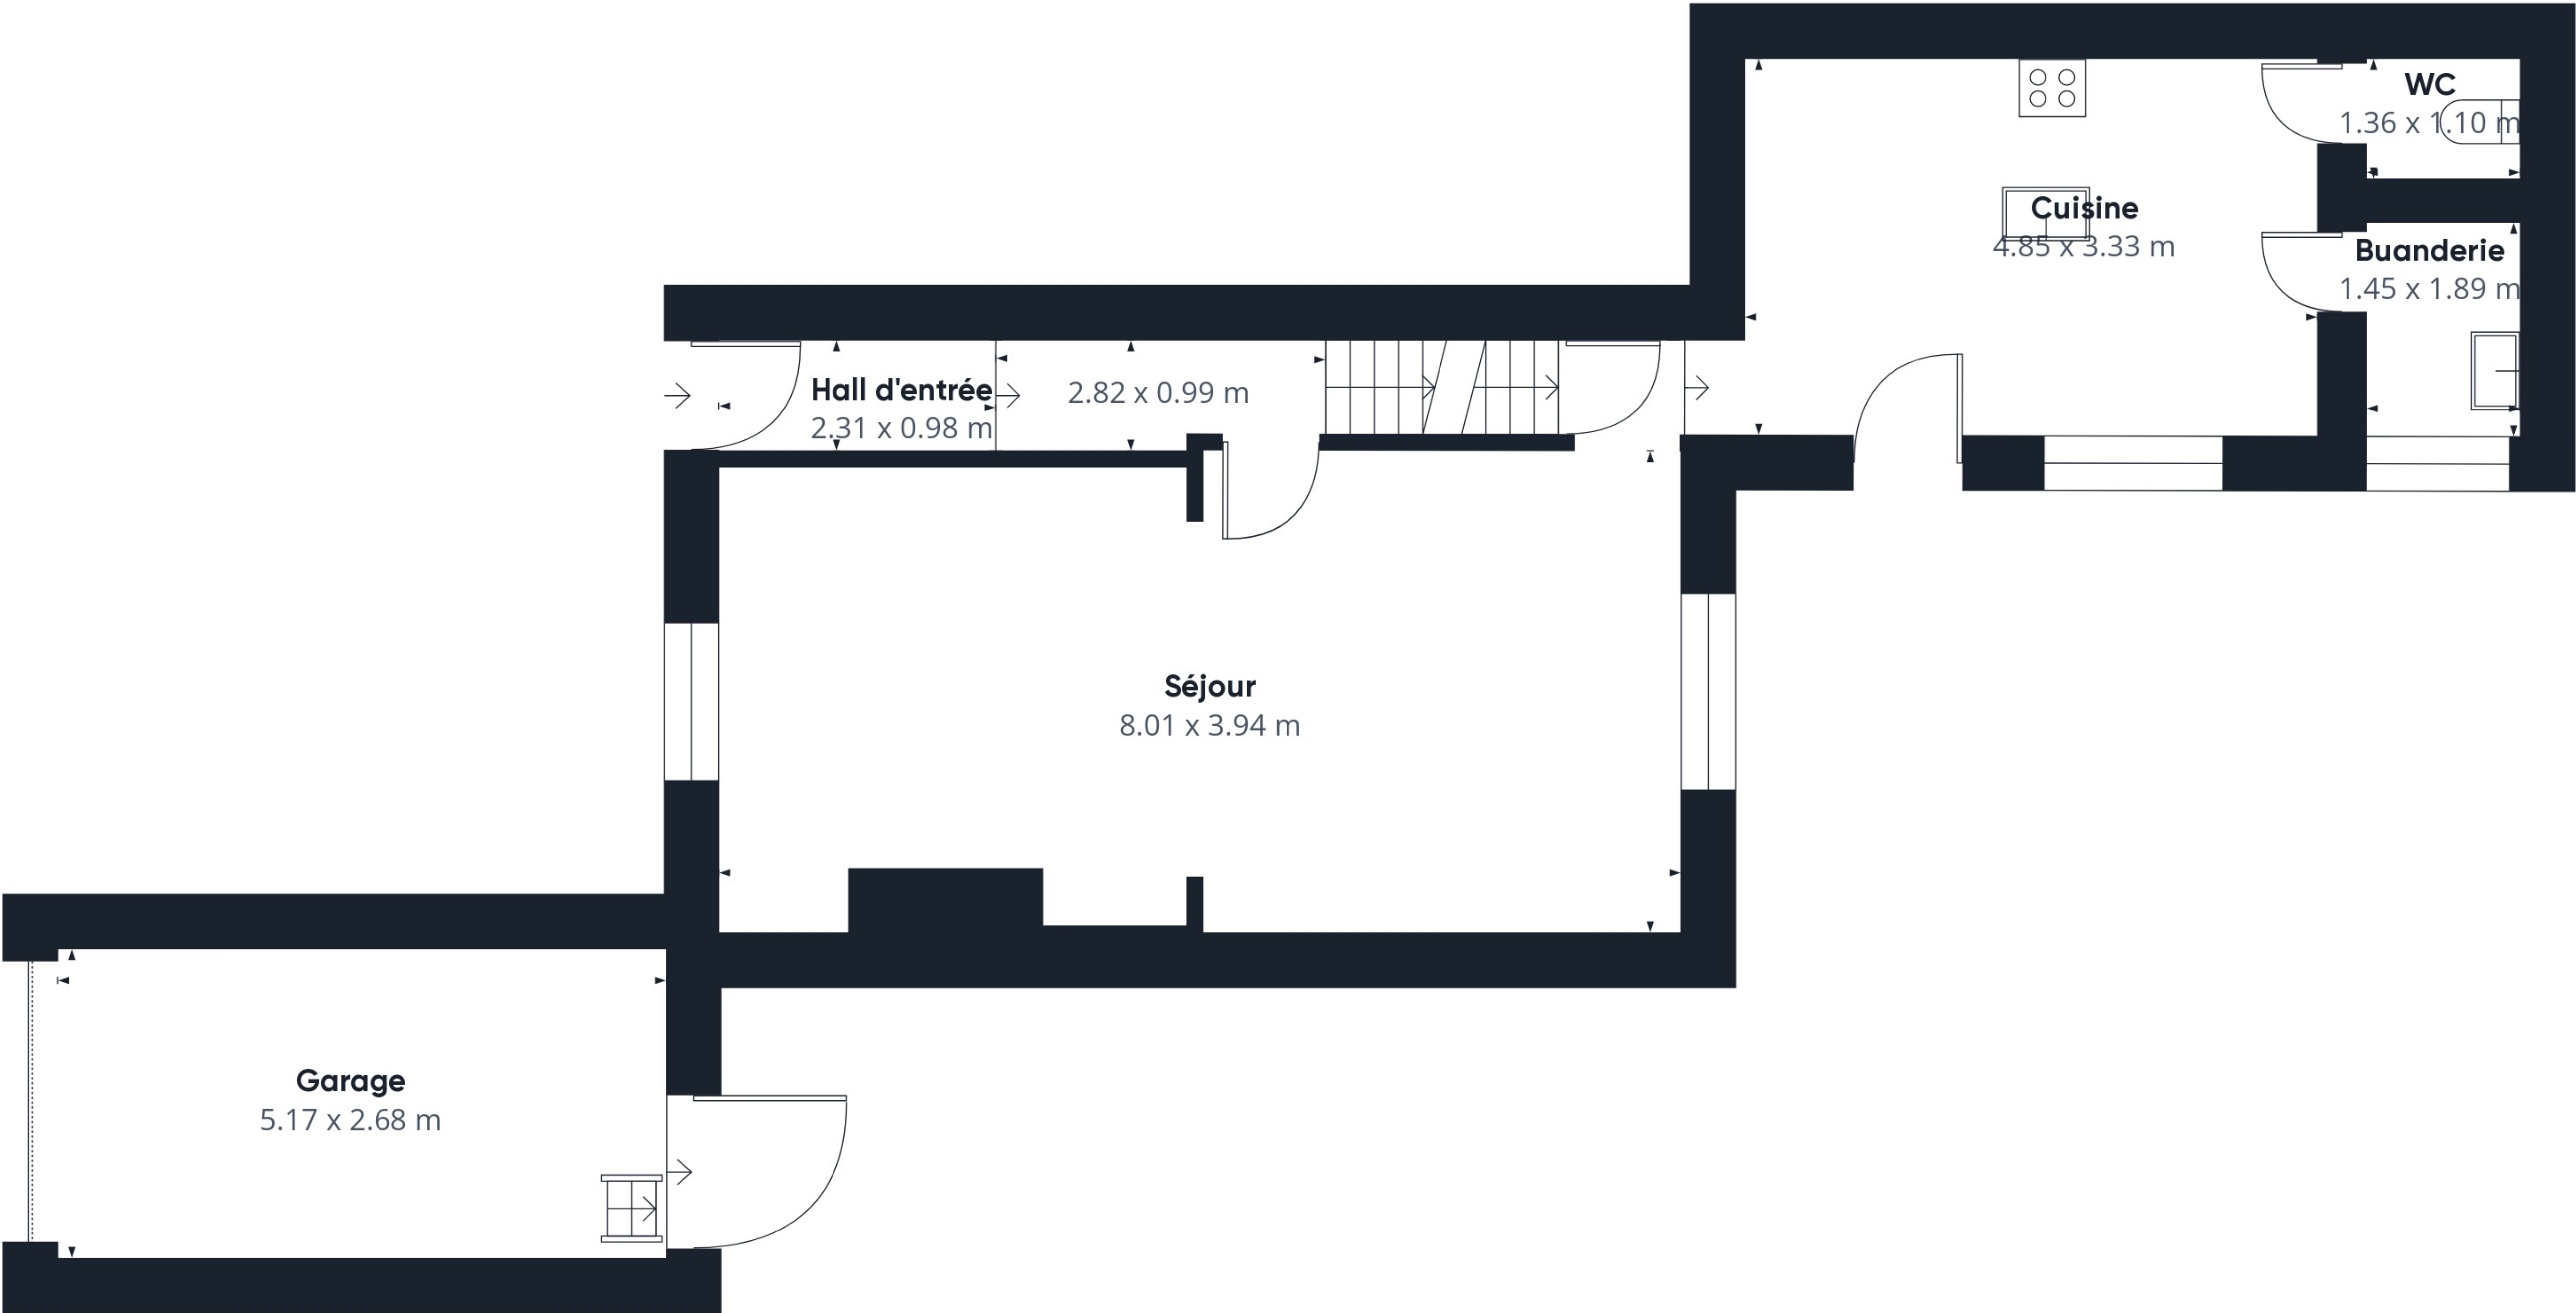 WC
1.36 x 1.10 m
Cuisine
4.85 x 3.33 m
Buanderie
1.45 x 1.89 m
Hall d'entrée
2.31 x 0.98 m
2.82 x 0.99 m
Séjour
8.01 x 3.94 m
Garage
5.17 x 2.68 m